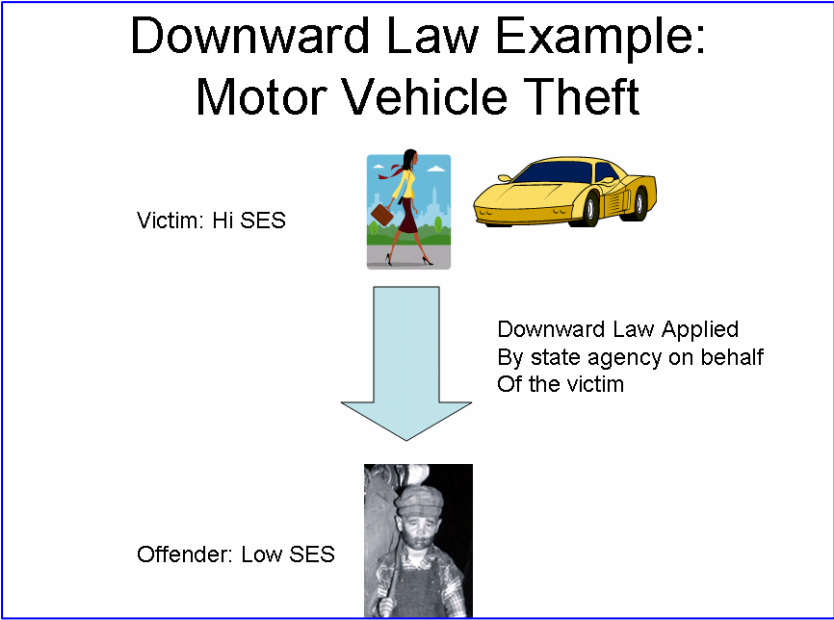 Downward Law Example:
Motor Vehicle Theft
Victim: Hi SES
Downward Law Applied
By state agency on behalf
Of the victim
Offender: Low SES